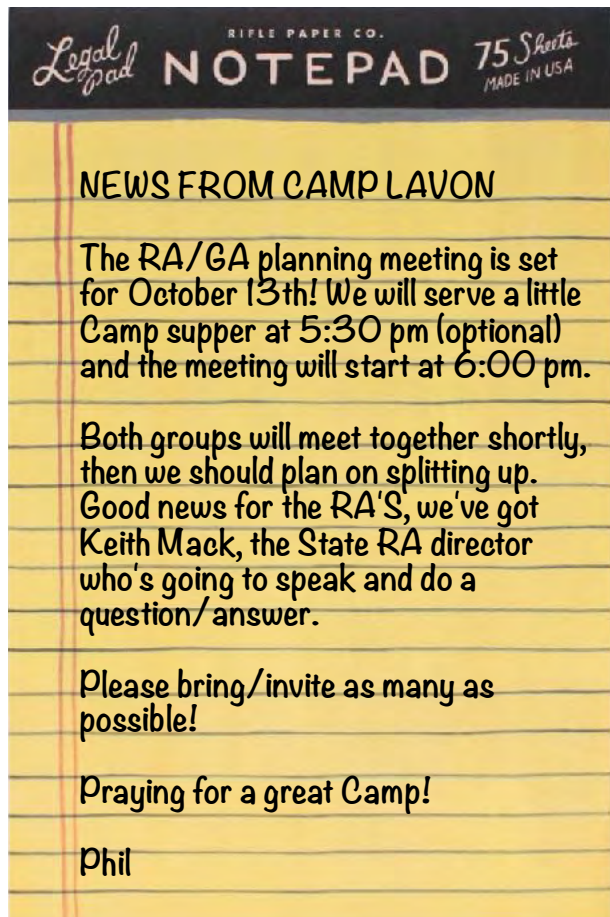 Legal Pad
RIFLE PAPER CO.
NOTEPAD
75 Sheets
MADE IN USA
NEWS FROM CAMP LAVON
The RA/GA planning meeting is set
for October 13th! We will serve a little
Camp supper at 5:30 pm (optional)
and the meeting will start at 6:00 pm.
Both groups will meet together shortly,
then we should plan on splitting up.
Good news for the RA'S, we've got
Keith Mack, the State RA director
who's going to speak and do a
question/answer.
Please bring/invite as many as
possible!
Praying for a great Camp!
Phil